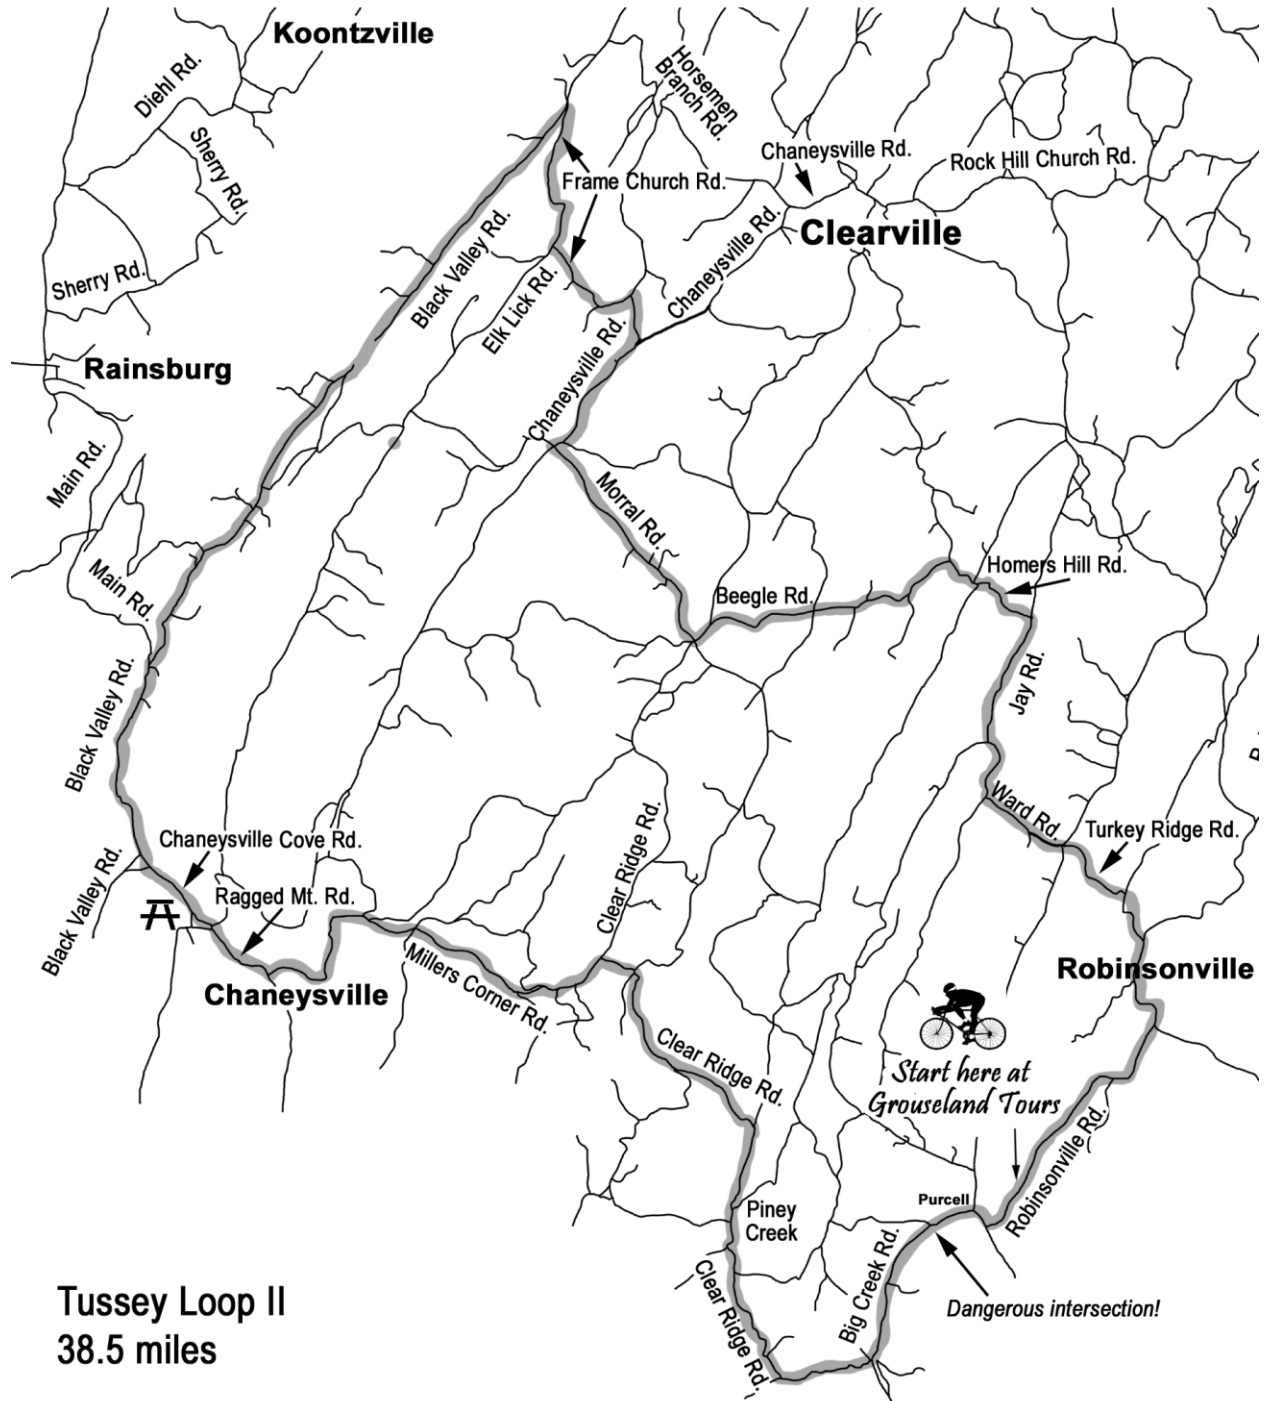 Koontzville
Diehl Rd.
Horsemen
Branch Rd.
Sherry Rd.
Chaneysville Rd.
Rock Hill Church Rd.
Frame Church Rd.
Clearville
Black Valley Rd.
Chaneysville Rd.
Sherry Rd.
Elk Lick Rd.
Rainsburg
Chaneysville Rd.
Main Rd.
Morral Rd.
Homers Hill Rd.
Main Rd.
Beegle Rd.
Jay Rd.
Black Valley Rd.
Ward Rd.
Turkey Ridge Rd.
Chaneysville Cove Rd.
Clear Ridge Rd.
Black Valley Rd.
Ragged Mt. Rd.
Chaneysville
Millers Corner Rd.
Robinsonville
Clear Ridge Rd.
Start here at
Grouseland Tours
Robinsonville Rd.
Purcell
Piney
Creek
Big Creek Rd.
Clear Ridge Rd.
Dangerous intersection!
Tussey Loop II
38.5 miles